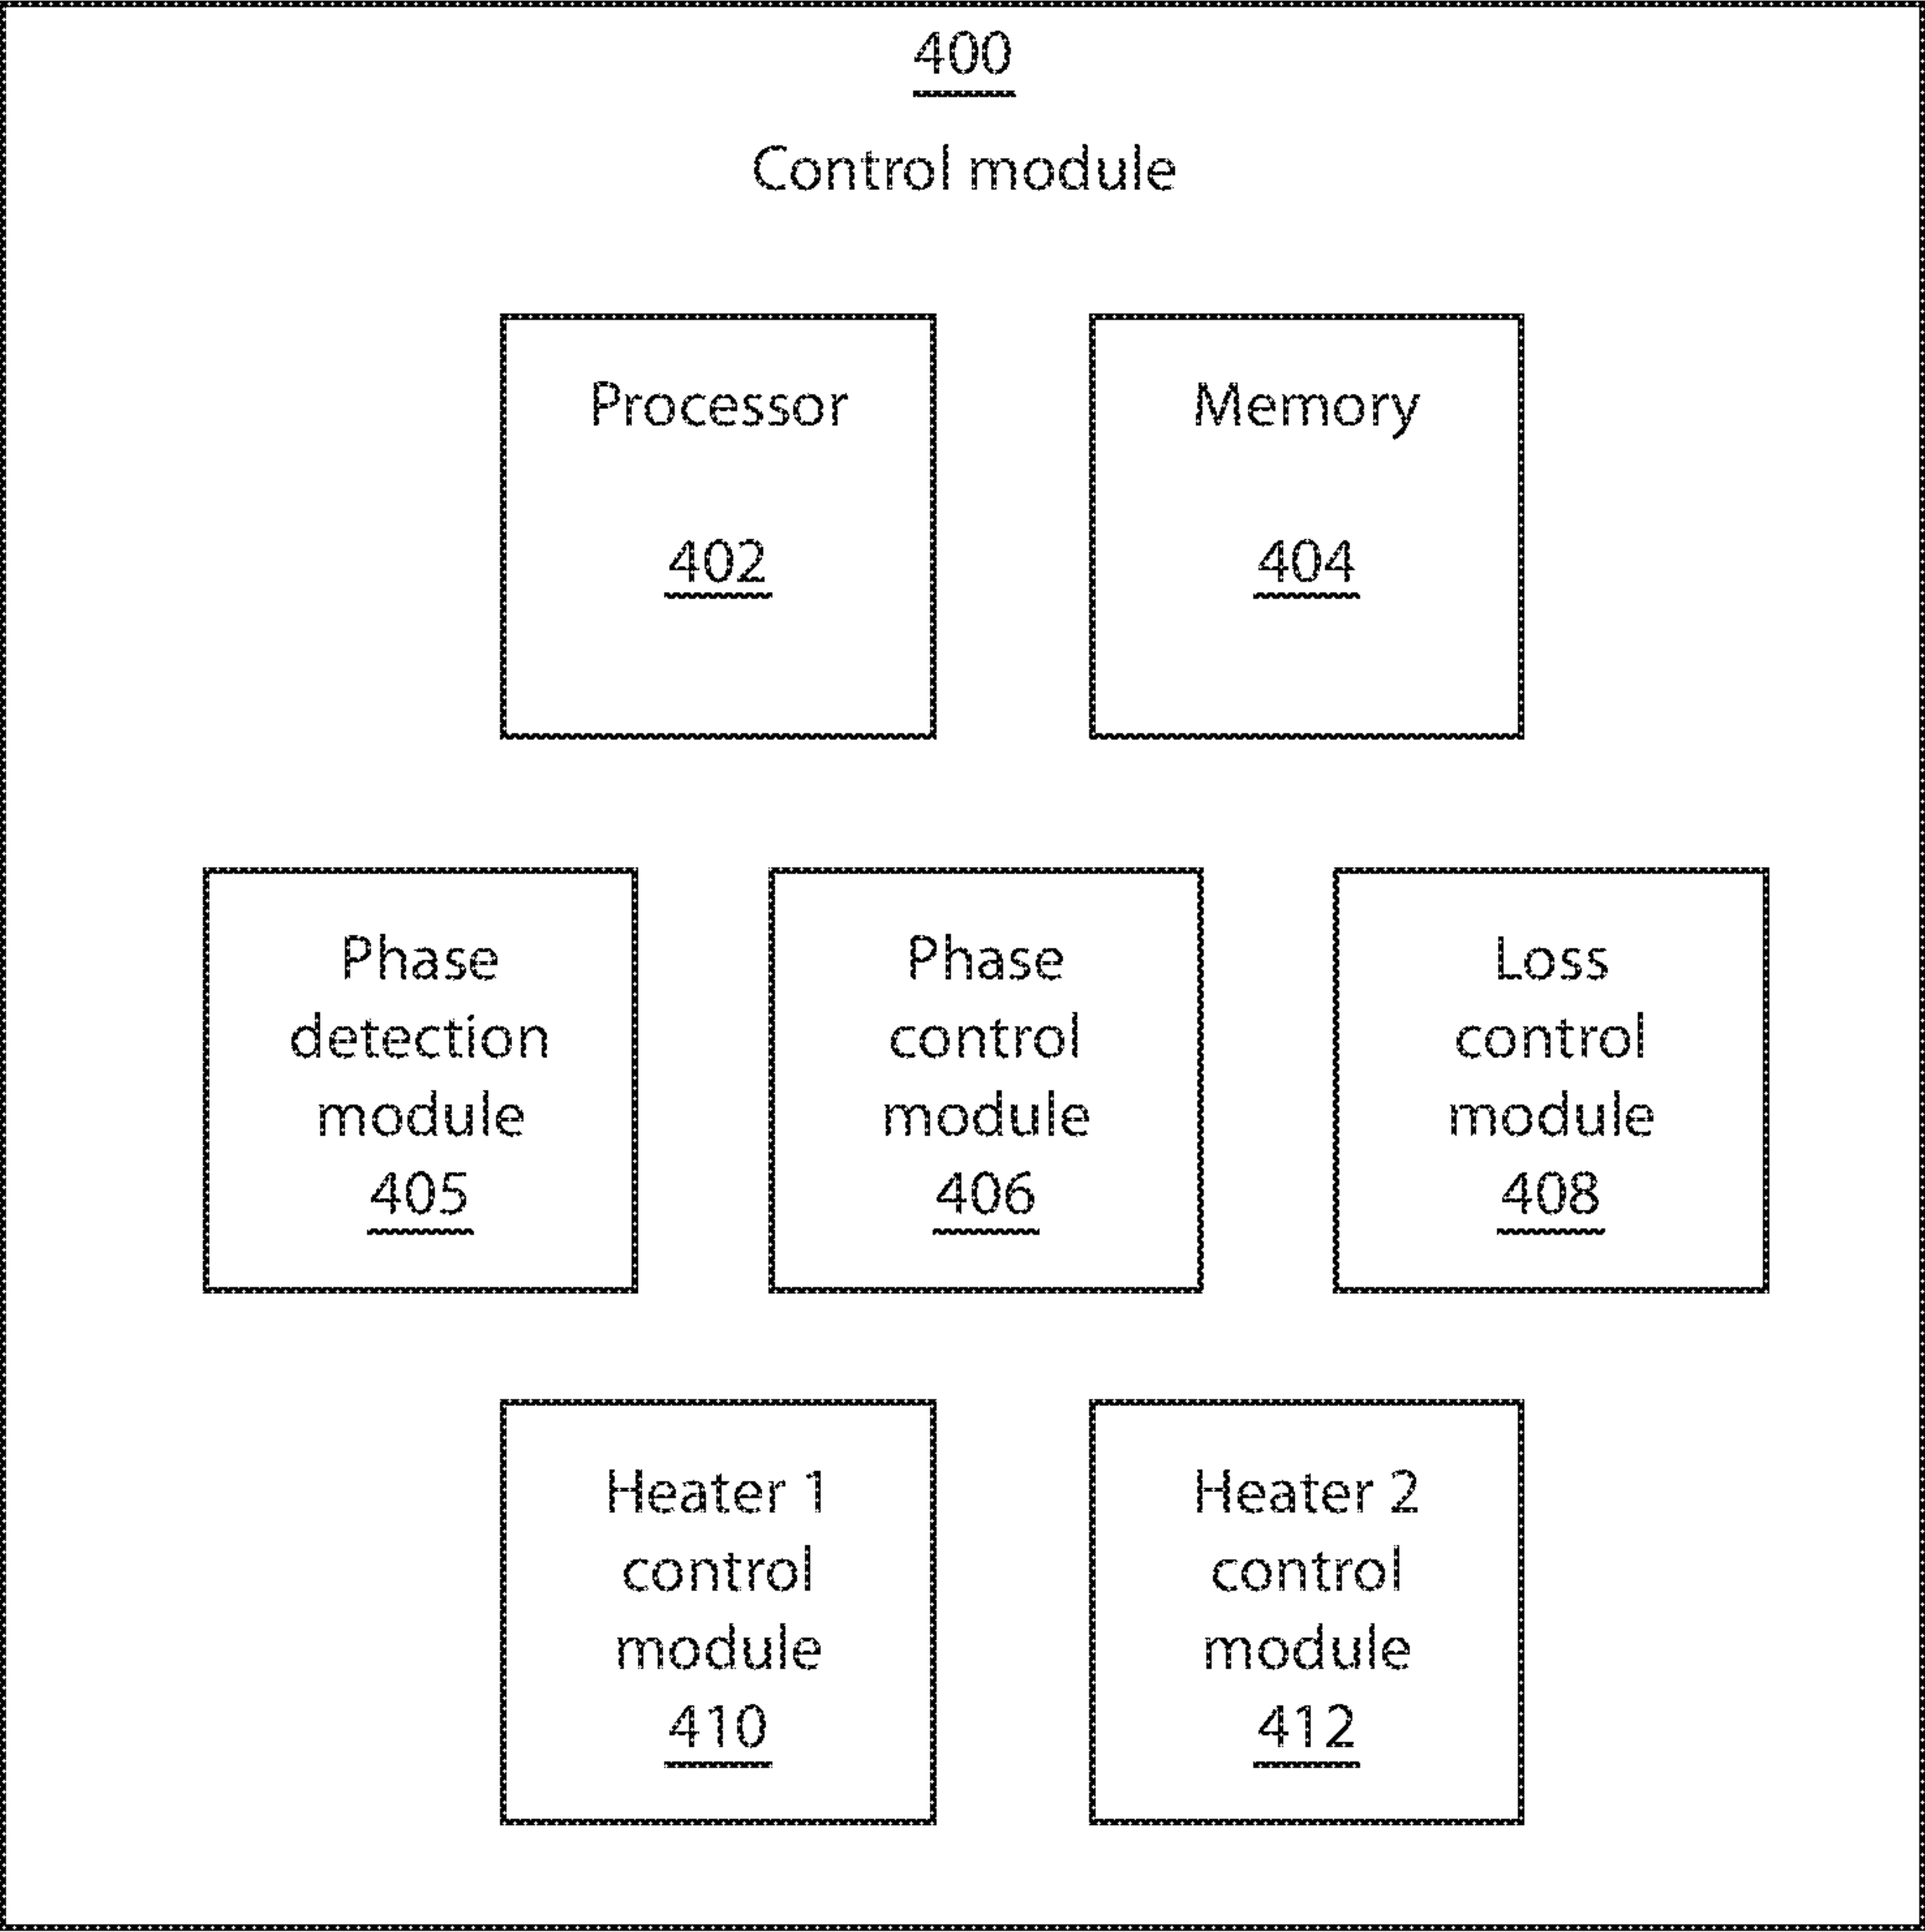 400
Control module
Processor
402
Memory
404
Phase
detection
module
405
Phase
control
module
406
Loss
control
module
408
Heater 1
control
module
410
Heater 2
control
module
412